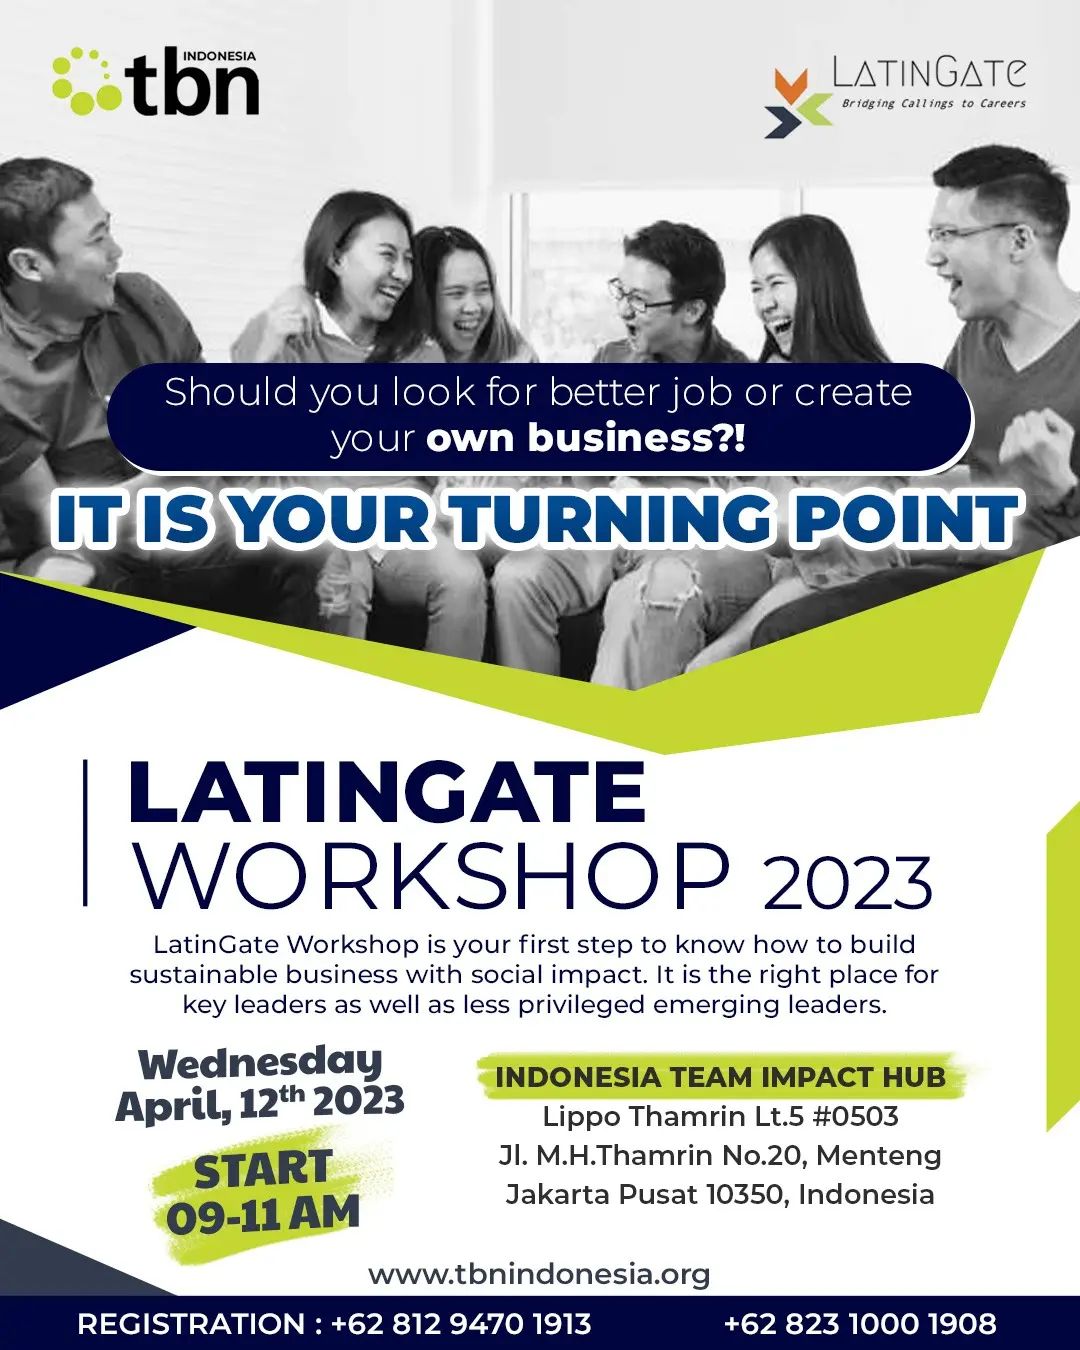 INDONESIA
tbn
LATINGATE
Bridging Callings to Careers
Should you look for better job or create
your own business?!
IT IS YOUR TURNING POINT
LATINGATE
WORKSHOP 2023
LatinGate Workshop is your first step to know how to build
sustainable business with social impact. It is the right place for
key leaders as well as less privileged emerging leaders.
Wednesday
April, 12th 2023
START
09-11 AM
INDONESIA TEAM IMPACT HUB
Lippo Thamrin Lt.5 #0503
Jl. M.H.Thamrin No.20, Menteng
Jakarta Pusat 10350, Indonesia
www.tbnindonesia.org
REGISTRATION : +62 812 9470 1913 +62 823 1000 1908